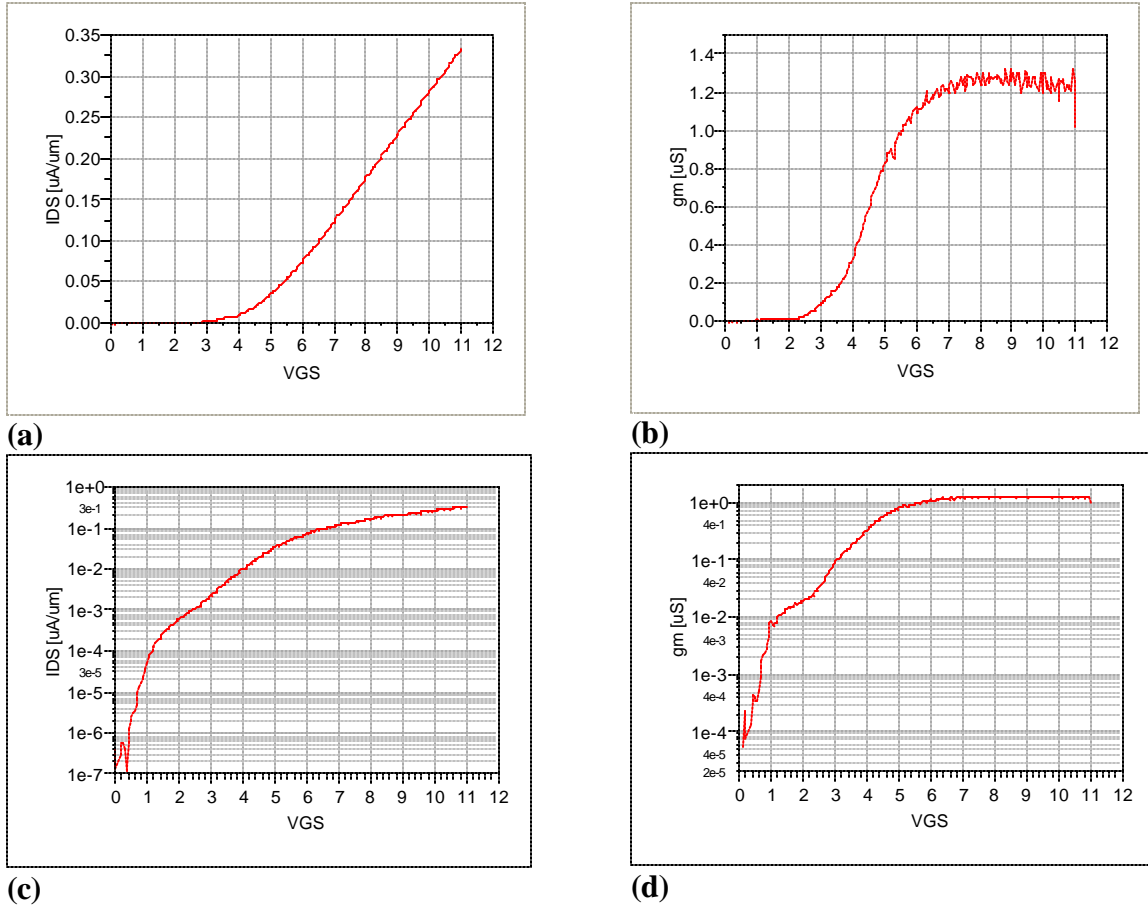 0.35
0.30
0.25
0.20
0.15
0.10
0.05
0.00
IDS [uA/um]
0 1 2 3 4 5 6 7 8 9 10 11 12
VGS
(a)
1.4
1.2
1.0
0.8
0.6
0.4
0.2
0.0
gm [uS]
0 1 2 3 4 5 6 7 8 9 10 11 12
VGS
(b)
1e+0
3e-1
1e-1
1e-2
1e-3
1e-4
3e-5
1e-5
1e-6
1e-7
IDS [uA/um]
0 1 2 3 4 5 6 7 8 9 10 11 12
VGS
(c)
1e+0
4e-1
1e-1
4e-2
1e-2
4e-3
1e-3
4e-4
1e-4
4e-5
2e-5
gm [uS]
0 1 2 3 4 5 6 7 8 9 10 11 12
VGS
(d)